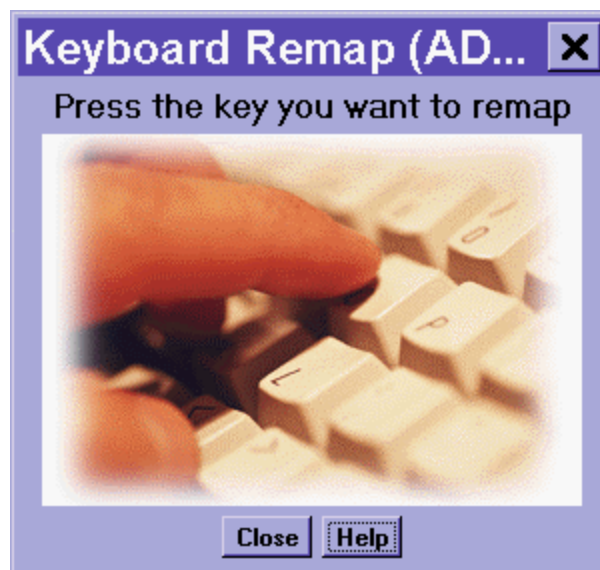 Keyboard Remap (AD...
Press the key you want to remap
P
L
Close
Help